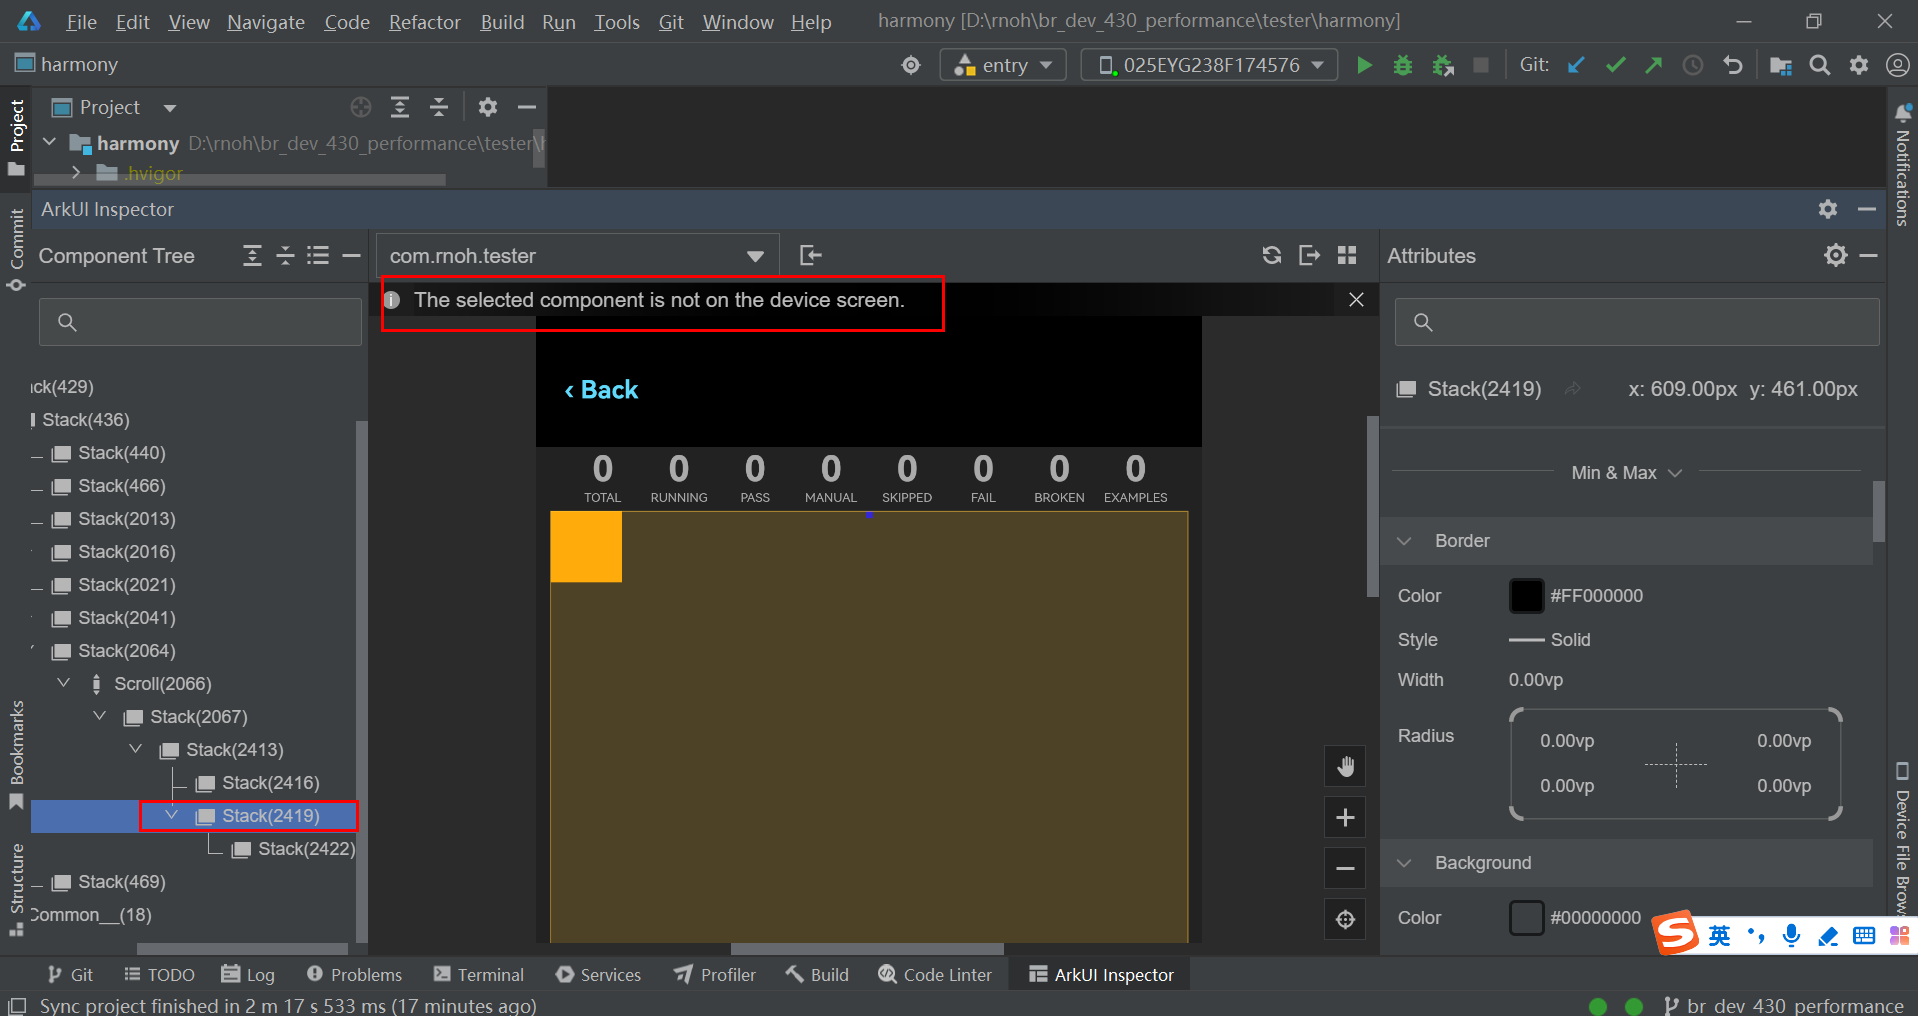 File Edit View Navigate Code Refactor Build Run Tools Git Window Help harmony [D:\rnoh\br_dev_430_performance\tester\harmony]
harmony
entry
025EYG238F174576
Git:
Project
Project
harmony D:\rnoh\br_dev_430_performance\tester\
.hvigor
Notifications
ArkUI Inspector
Commit
Component Tree
com.rnoh.tester
Attributes
The selected component is not on the device screen.
‹ Back
Stack(2419)
x: 609.00px y: 461.00px
ck(429)
Stack(436)
Stack(440)
Stack(466)
Stack(2013)
Stack(2016)
Stack(2021)
Stack(2041)
Stack(2064)
Scroll(2066)
Stack(2067)
Stack(2413)
Stack(2416)
Stack(2419)
Stack(2422)
Stack(469)
Common__(18)
0 0 0 0 0 0 0 0
TOTAL RUNNING PASS MANUAL SKIPPED FAIL BROKEN EXAMPLES
Min & Max
Border
Color #FF000000
Style Solid
Width 0.00vp
Radius
0.00vp 0.00vp
0.00vp 0.00vp
Background
Color #00000000
Bookmarks
Structure
Device File Brows
英
Git TODO Log Problems Terminal Services Profiler Build Code Linter ArkUI Inspector
Sync project finished in 2 m 17 s 533 ms (17 minutes ago)
br_dev_430_performance